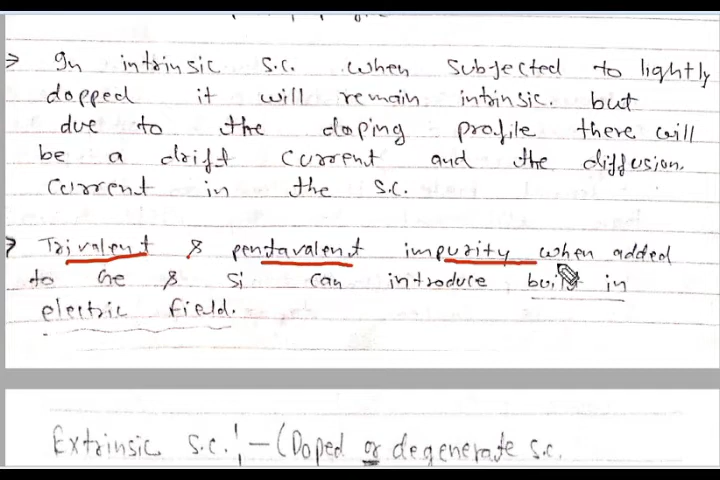 → In intrinsic s.c. when subjected to lightly
dopped it will remain intrinsic. but
due to the doping profile there will
be a drift current and the diffusion.
current in the s.c.
→ Trivalent & pentavalent impurity when added
to Ge & Si can introduce built in
electric field.
Extrinsic s.c.:- (Doped or degenerate s.c.